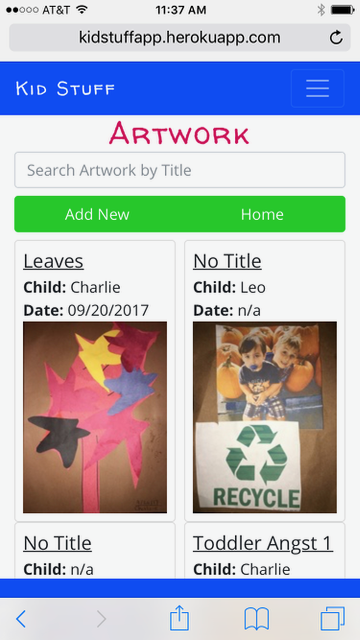 AT&T 11:37 AM
kidstuffapp.herokuapp.com
Kid Stuff
Artwork
Search Artwork by Title
Add New Home
Leaves
Child: Charlie
Date: 09/20/2017
No Title
Child: Leo
Date: n/a
RECYCLE
No Title
Child: n/a
Toddler Angst 1
Child: Charlie